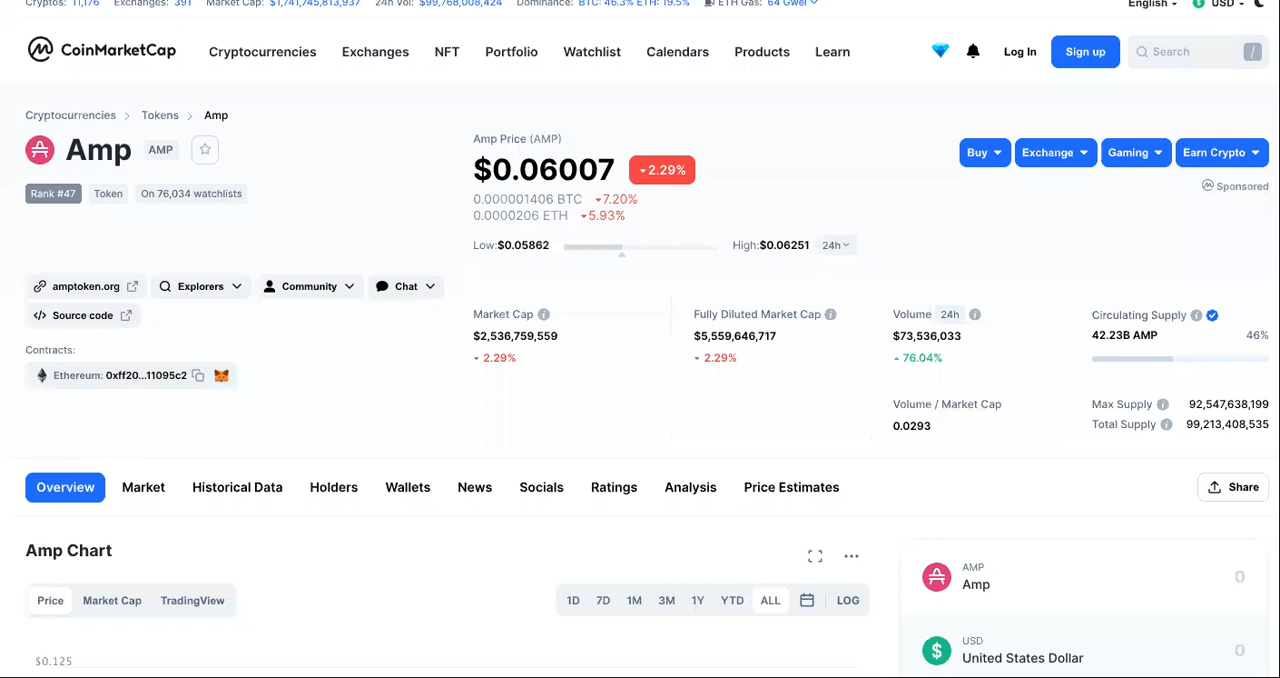 Cryptos: 11,176 Exchanges: 391 Market Cap: $1,741,745,813,937 24h Vol: $99,768,008,424 Dominance: BTC: 46.3% ETH: 19.5% ETH Gas: 64 Gwei English USD
CoinMarketCap Cryptocurrencies Exchanges NFT Portfolio Watchlist Calendars Products Learn Log In Sign up Search /
Cryptocurrencies > Tokens > Amp
Amp AMP
Rank #47 Token On 76,034 watchlists
amptoken.org Explorers Community Chat
Source code
Contracts:
Ethereum: 0xff20...11095c2
Amp Price (AMP)
$0.06007 2.29%
0.000001406 BTC 7.20%
0.0000206 ETH 5.93%
Low:$0.05862 High:$0.06251 24h
Buy Exchange Gaming Earn Crypto
Sponsored
Market Cap
$2,536,759,559
2.29%
Fully Diluted Market Cap
$5,559,646,717
2.29%
Volume 24h
$73,536,033
76.04%
Volume / Market Cap
0.0293
Circulating Supply
42.23B AMP 46%
Max Supply 92,547,638,199
Total Supply 99,213,408,535
Overview Market Historical Data Holders Wallets News Socials Ratings Analysis Price Estimates Share
Amp Chart
Price Market Cap TradingView 1D 7D 1M 3M 1Y YTD ALL LOG
$0.125
AMP
Amp 0
USD
United States Dollar 0